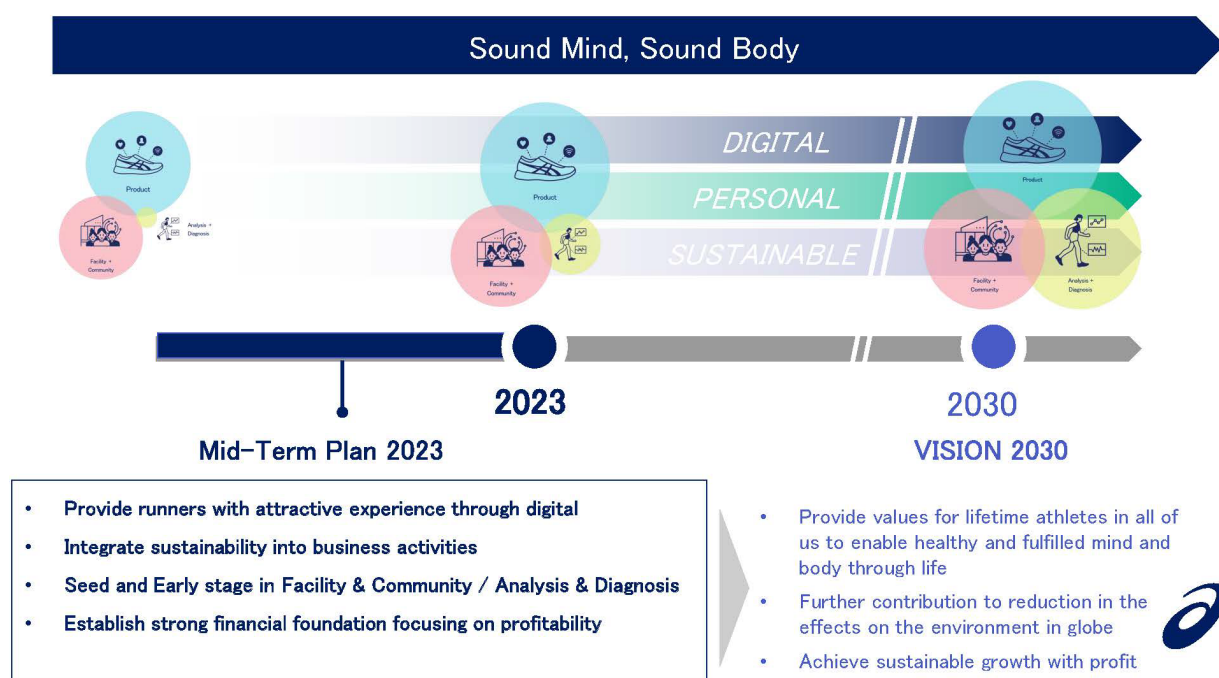 Sound Mind, Sound Body
DIGITAL
PERSONAL
SUSTAINABLE
Product
Facility +
Community
Analysis +
Diagnosis
Product
Facility +
Community
Product
Facility +
Community
Analysis +
Diagnosis
2023
2030
Mid-Term Plan 2023
VISION 2030
• Provide runners with attractive experience through digital
• Integrate sustainability into business activities
• Seed and Early stage in Facility & Community / Analysis & Diagnosis
• Establish strong financial foundation focusing on profitability
• Provide values for lifetime athletes in all of
us to enable healthy and fulfilled mind and
body through life
• Further contribution to reduction in the
effects on the environment in globe
• Achieve sustainable growth with profit